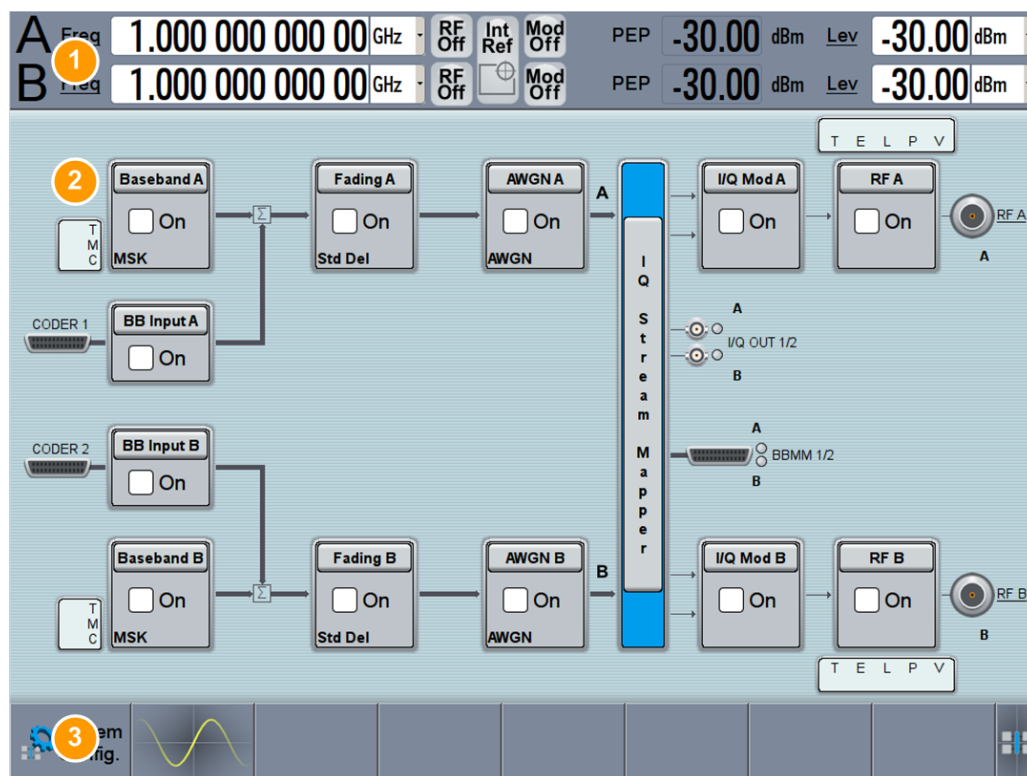 A Freq 1.000 000 000 00 GHz RF Off Int Ref Mod Off PEP -30.00 dBm Lev -30.00 dBm
1
B Freq 1.000 000 000 00 GHz RF Off Mod Off PEP -30.00 dBm Lev -30.00 dBm
T E L P V
2
Baseband A
On
MSK
T
M
C
Fading A
On
Std Del
AWGN A
On
AWGN
A
I/Q Mod A
On
RF A
On
RF A
A
Σ
CODER 1
BB Input A
On
IQ Stream Mapper
A
I/Q OUT 1/2
B
CODER 2
BB Input B
On
A
BBMM 1/2
B
Baseband B
On
MSK
T
M
C
Σ
Fading B
On
Std Del
AWGN B
On
AWGN
B
I/Q Mod B
On
RF B
On
RF B
B
T E L P V
3